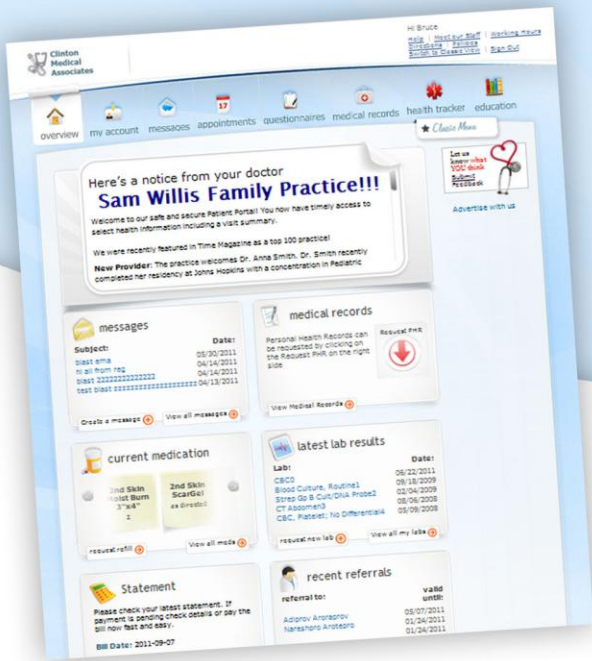 Clinton
Medical
Associates
Hi Bruce
Help | Meet our Staff | Working Hours
Directions | Policies
Switch to Classic View | Sign Out
overview
my account
messages
appointments
17
questionnaires
medical records
health tracker
education
★ Classic Menu
Here's a notice from your doctor
Sam Willis Family Practice!!!
Welcome to our safe and secure Patient Portal! You now have timely access to
select health information including a visit summary.
We were recently featured in Time Magazine as a top 100 practice!
New Provider: The practice welcomes Dr. Anna Smith. Dr. Smith recently
completed her residency at Johns Hopkins with a concentration in Pediatric
Let us
know what
YOU think
Submit
Feedback
Advertise with us
messages
Subject: Date:
blast ema 05/30/2011
hi all from reg 04/14/2011
blast 22222222222222 04/14/2011
04/13/2011
Create a message
View all messages
medical records
Personal Health Records can
be requested by clicking on
the Request PHR on the right
side
Request PHR
View Medical Records
current medication
2nd Skin
Moist Burn
3"x4"
2nd Skin
ScarGel
as directed
request refill
View all meds
latest lab results
Lab: Date:
CBC0 06/22/2011
Blood Culture, Routine1 09/18/2009
Strep Gp B Cult/DNA Probe2 02/04/2009
CT Abdomen3 08/06/2008
CBC, Platelet; No Differential4 05/09/2008
request new lab
View all my labs
Statement
Please check your latest statement. If
payment is pending check details or pay the
bill now fast and easy.
Bill Date: 2011-09-07
recent referrals
referral to: valid
until:
Adiprov Aroraprov 05/07/2011
Nareshpro Arotepro 01/24/2011
01/24/2011